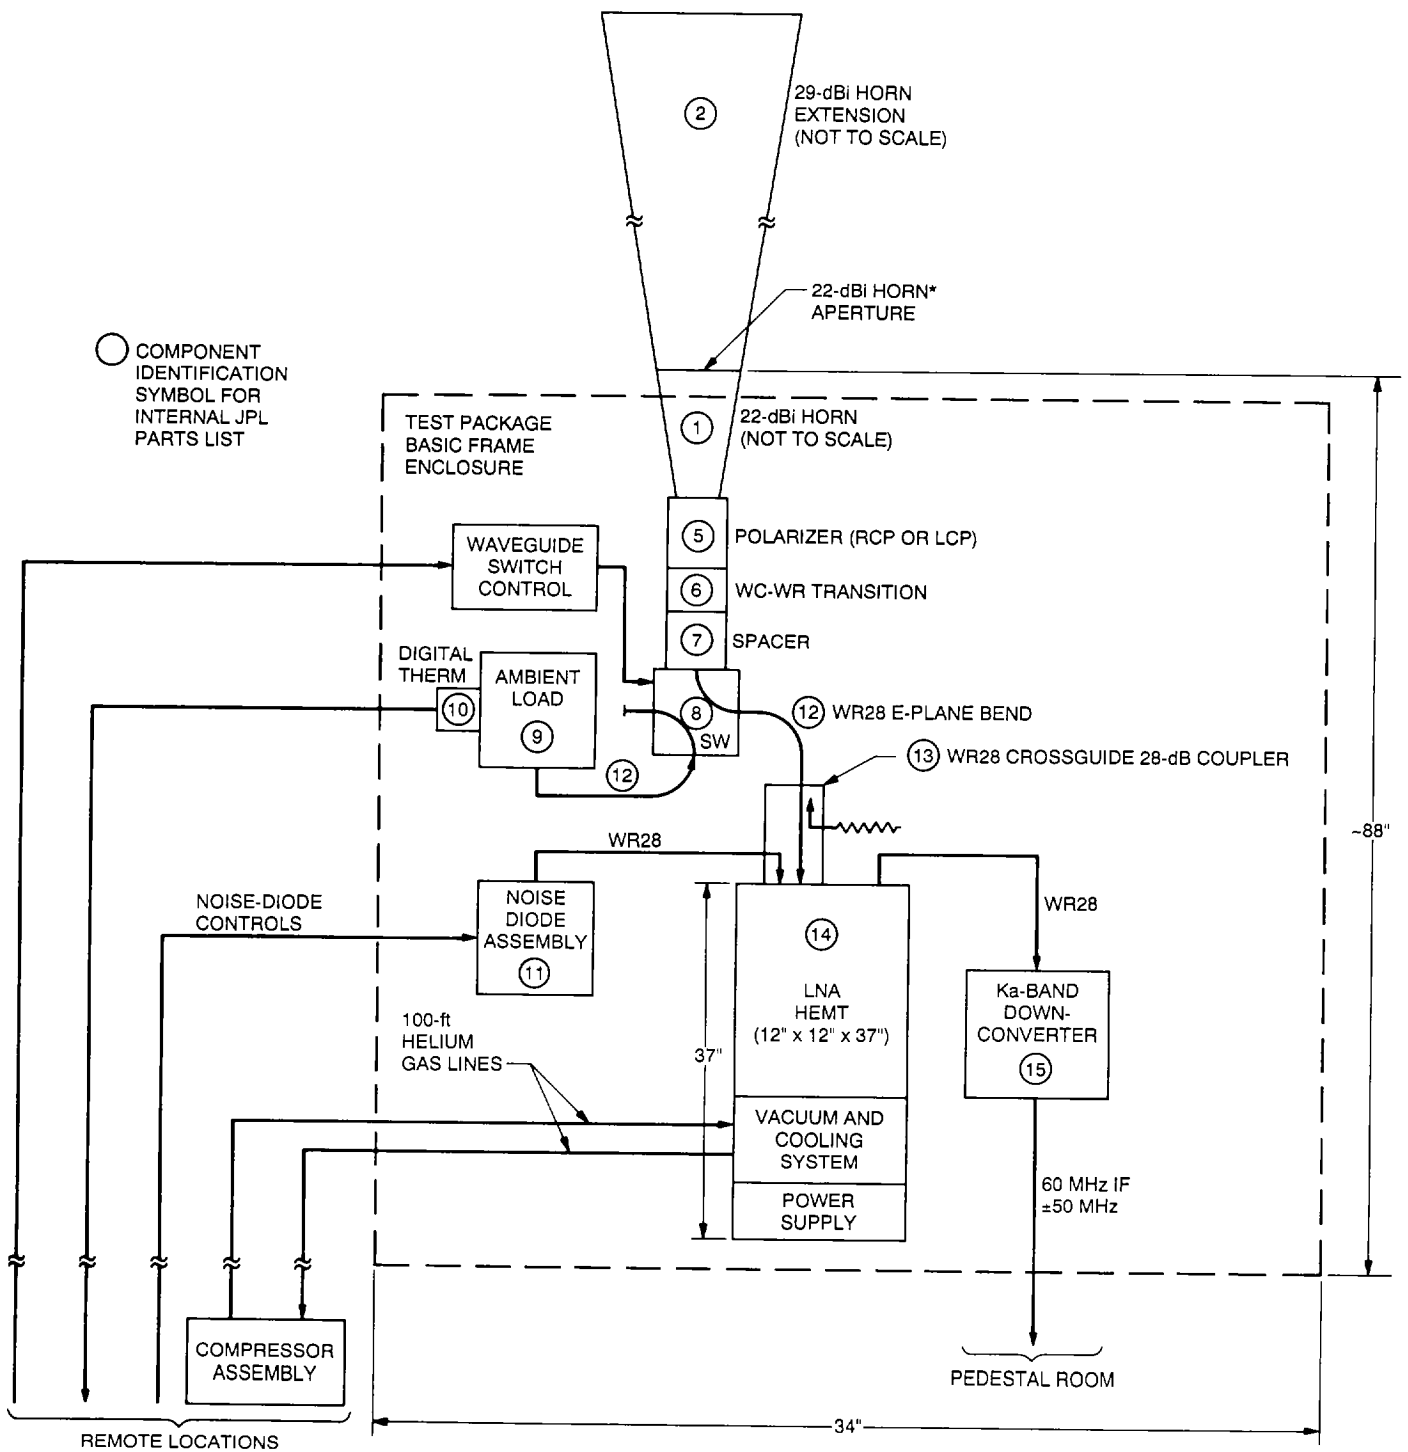 2
29-dBi HORN
EXTENSION
(NOT TO SCALE)
22-dBi HORN*
APERTURE
COMPONENT
IDENTIFICATION
SYMBOL FOR
INTERNAL JPL
PARTS LIST
TEST PACKAGE
BASIC FRAME
ENCLOSURE
1
22-dBi HORN
(NOT TO SCALE)
WAVEGUIDE
SWITCH
CONTROL
5
POLARIZER (RCP OR LCP)
6
WC-WR TRANSITION
7
SPACER
DIGITAL
THERM
10
AMBIENT
LOAD
9
12
8
SW
12 WR28 E-PLANE BEND
13 WR28 CROSSGUIDE 28-dB COUPLER
~88"
WR28
NOISE-DIODE
CONTROLS
NOISE
DIODE
ASSEMBLY
11
14
LNA
HEMT
(12" x 12" x 37")
37"
WR28
Ka-BAND
DOWN-
CONVERTER
15
100-ft
HELIUM
GAS LINES
VACUUM AND
COOLING
SYSTEM
POWER
SUPPLY
60 MHz IF
±50 MHz
COMPRESSOR
ASSEMBLY
PEDESTAL ROOM
34"
REMOTE LOCATIONS